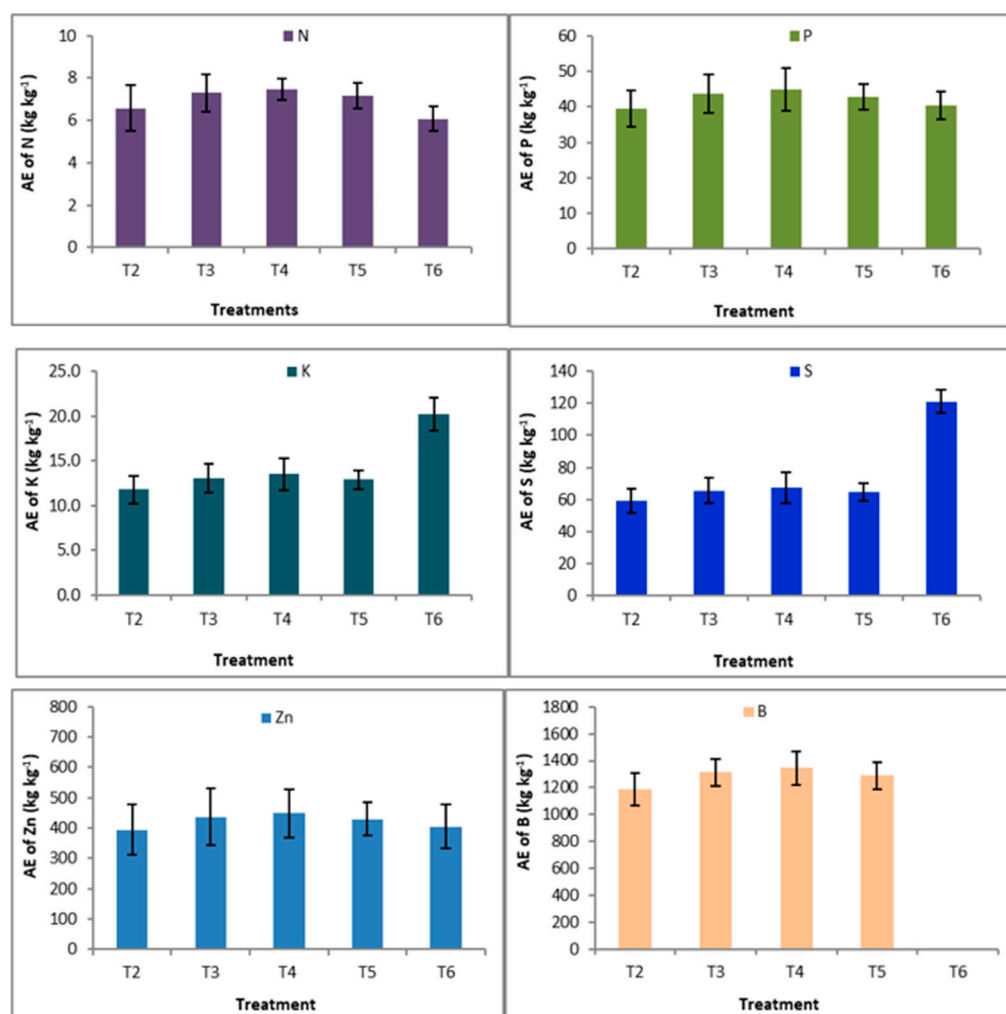 N
AE of N (kg kg⁻¹)
10
8
6
4
2
0
T2 T3 T4 T5 T6
Treatments
P
AE of P (kg kg⁻¹)
60
50
40
30
20
10
0
T2 T3 T4 T5 T6
Treatment
K
AE of K (kg kg⁻¹)
25.0
20.0
15.0
10.0
5.0
0.0
T2 T3 T4 T5 T6
Treatment
S
AE of S (kg kg⁻¹)
140
120
100
80
60
40
20
0
T2 T3 T4 T5 T6
Treatment
Zn
AE of Zn (kg kg⁻¹)
800
700
600
500
400
300
200
100
0
T2 T3 T4 T5 T6
Treatment
B
AE of B (kg kg⁻¹)
1800
1600
1400
1200
1000
800
600
400
200
0
T2 T3 T4 T5 T6
Treatment